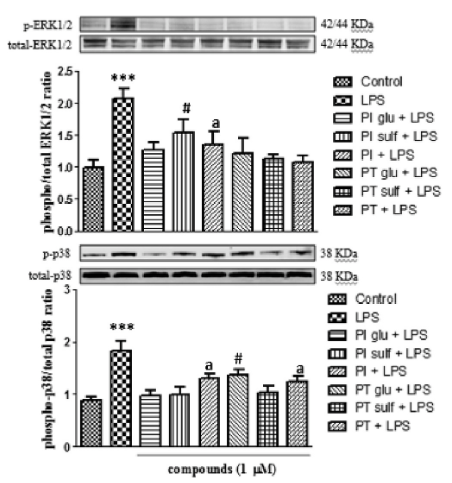 p-ERK1/2 42/44 KDa
total-ERK1/2 42/44 KDa
phospho/total ERK1/2 ratio
2.5
2.0
1.5
1.0
0.5
0.0
***
#
a
Control
LPS
PI glu + LPS
PI sulf + LPS
PI + LPS
PT glu + LPS
PT sulf + LPS
PT + LPS
p-p38 38 KDa
total-p38 38 KDa
phospho-p38/total p38 ratio
3
2
1
0
***
a
#
a
Control
LPS
PI glu + LPS
PI sulf + LPS
PI + LPS
PT glu + LPS
PT sulf + LPS
PT + LPS
compounds (1 μM)